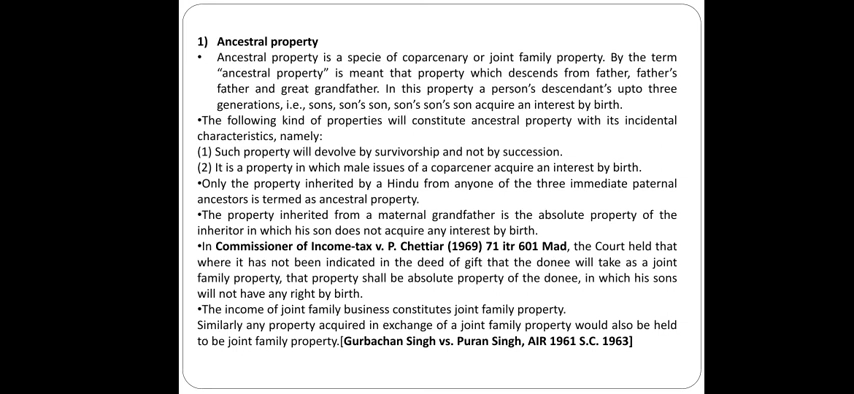 1) Ancestral property
• Ancestral property is a specie of coparcenary or joint family property. By the term
“ancestral property” is meant that property which descends from father, father’s
father and great grandfather. In this property a person’s descendant’s upto three
generations, i.e., sons, son’s son, son’s son’s son acquire an interest by birth.
•The following kind of properties will constitute ancestral property with its incidental
characteristics, namely:
(1) Such property will devolve by survivorship and not by succession.
(2) It is a property in which male issues of a coparcener acquire an interest by birth.
•Only the property inherited by a Hindu from anyone of the three immediate paternal
ancestors is termed as ancestral property.
•The property inherited from a maternal grandfather is the absolute property of the
inheritor in which his son does not acquire any interest by birth.
•In Commissioner of Income-tax v. P. Chettiar (1969) 71 itr 601 Mad, the Court held that
where it has not been indicated in the deed of gift that the donee will take as a joint
family property, that property shall be absolute property of the donee, in which his sons
will not have any right by birth.
•The income of joint family business constitutes joint family property.
Similarly any property acquired in exchange of a joint family property would also be held
to be joint family property.[Gurbachan Singh vs. Puran Singh, AIR 1961 S.C. 1963]